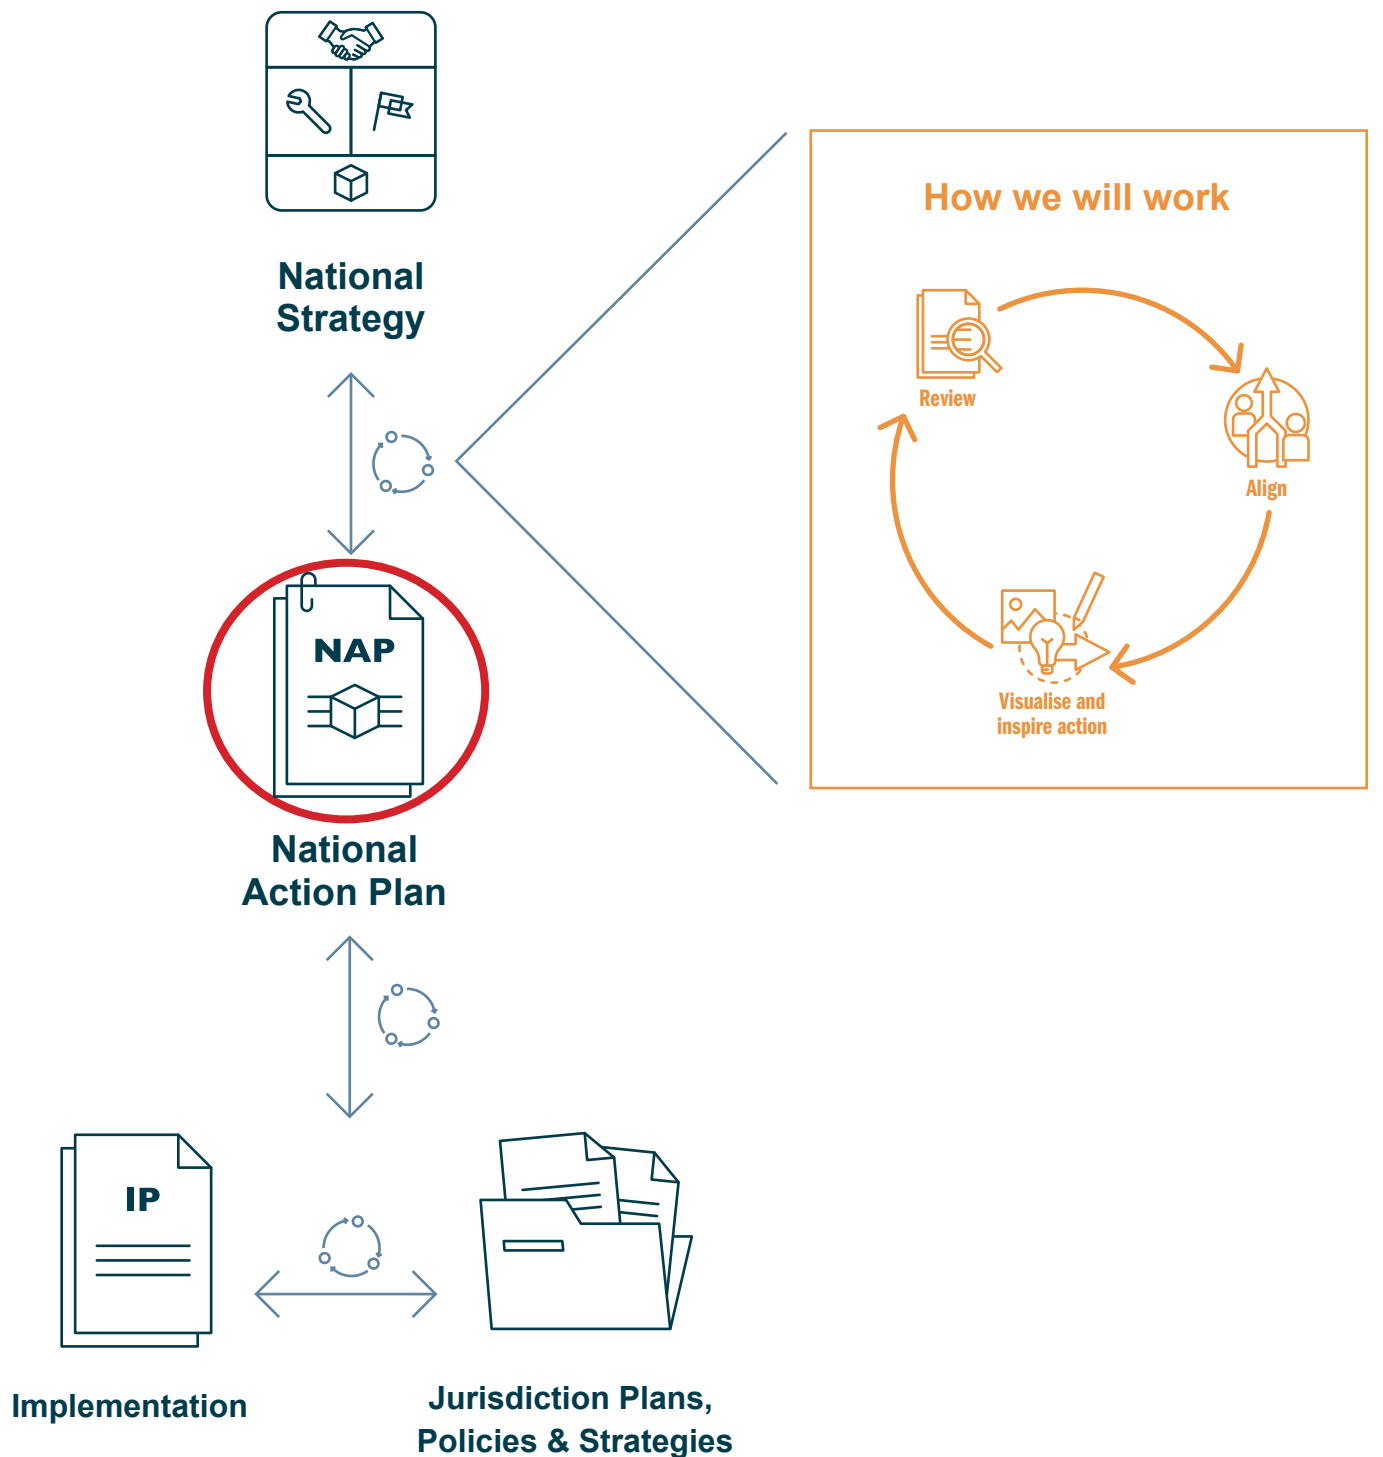 National
Strategy
How we will work
Review
Align
Visualise and
inspire action
NAP
National
Action Plan
IP
Implementation
Jurisdiction Plans,
Policies & Strategies